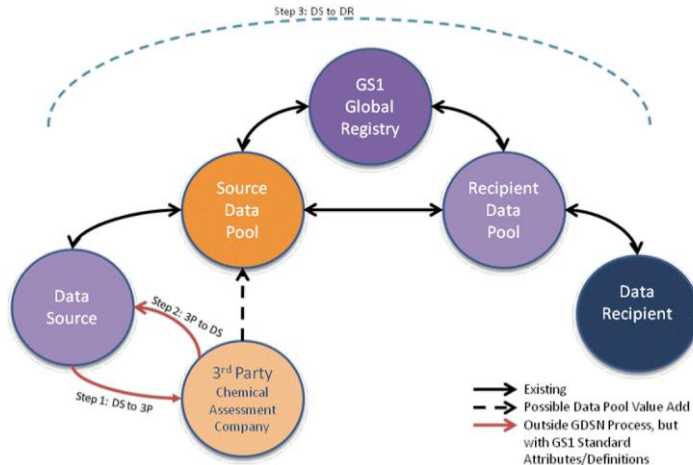 Step 3: DS to DR
GS1
Global
Registry
Source
Data
Pool
Recipient
Data
Pool
Data
Source
Data
Recipient
Step 2: 3P to DS
Step 1: DS to 3P
3rd Party
Chemical
Assessment
Company
Existing
Possible Data Pool Value Add
Outside GDSN Process, but
with GS1 Standard
Attributes/Definitions